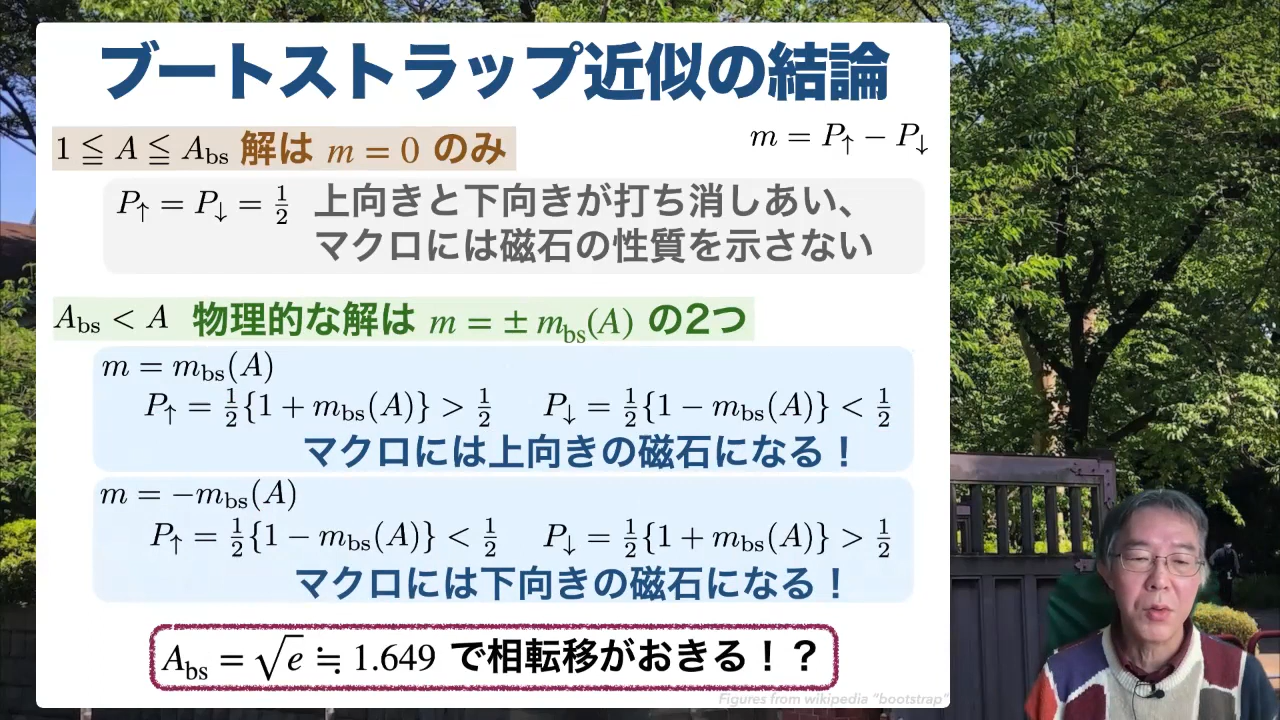 ブートストラップ近似の結論
m = P↑ − P↓
1 ≦ A ≦ A_bs 解は m = 0 のみ
P↑ = P↓ = 1/2 上向きと下向きが打ち消しあい、
マクロには磁石の性質を示さない
A_bs < A 物理的な解は m = ± m_bs(A) の2つ
m = m_bs(A)
P↑ = 1/2{1 + m_bs(A)} > 1/2 P↓ = 1/2{1 − m_bs(A)} < 1/2
マクロには上向きの磁石になる！
m = −m_bs(A)
P↑ = 1/2{1 − m_bs(A)} < 1/2 P↓ = 1/2{1 + m_bs(A)} > 1/2
マクロには下向きの磁石になる！
A_bs = √e ≒ 1.649 で相転移がおきる！？
Figures from wikipedia "bootstrap"